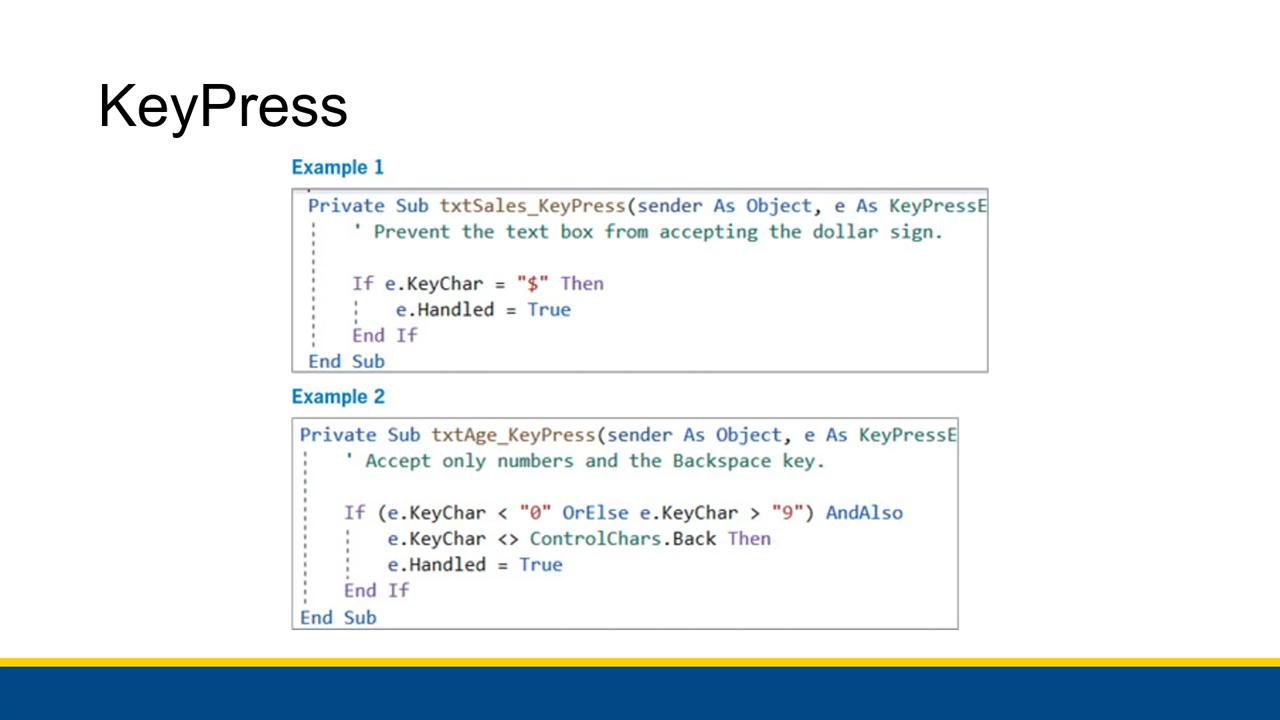 KeyPress
Example 1
Private Sub txtSales_KeyPress(sender As Object, e As KeyPressE
' Prevent the text box from accepting the dollar sign.
If e.KeyChar = "$" Then
e.Handled = True
End If
End Sub
Example 2
Private Sub txtAge_KeyPress(sender As Object, e As KeyPressE
' Accept only numbers and the Backspace key.
If (e.KeyChar < "0" OrElse e.KeyChar > "9") AndAlso
e.KeyChar <> ControlChars.Back Then
e.Handled = True
End If
End Sub